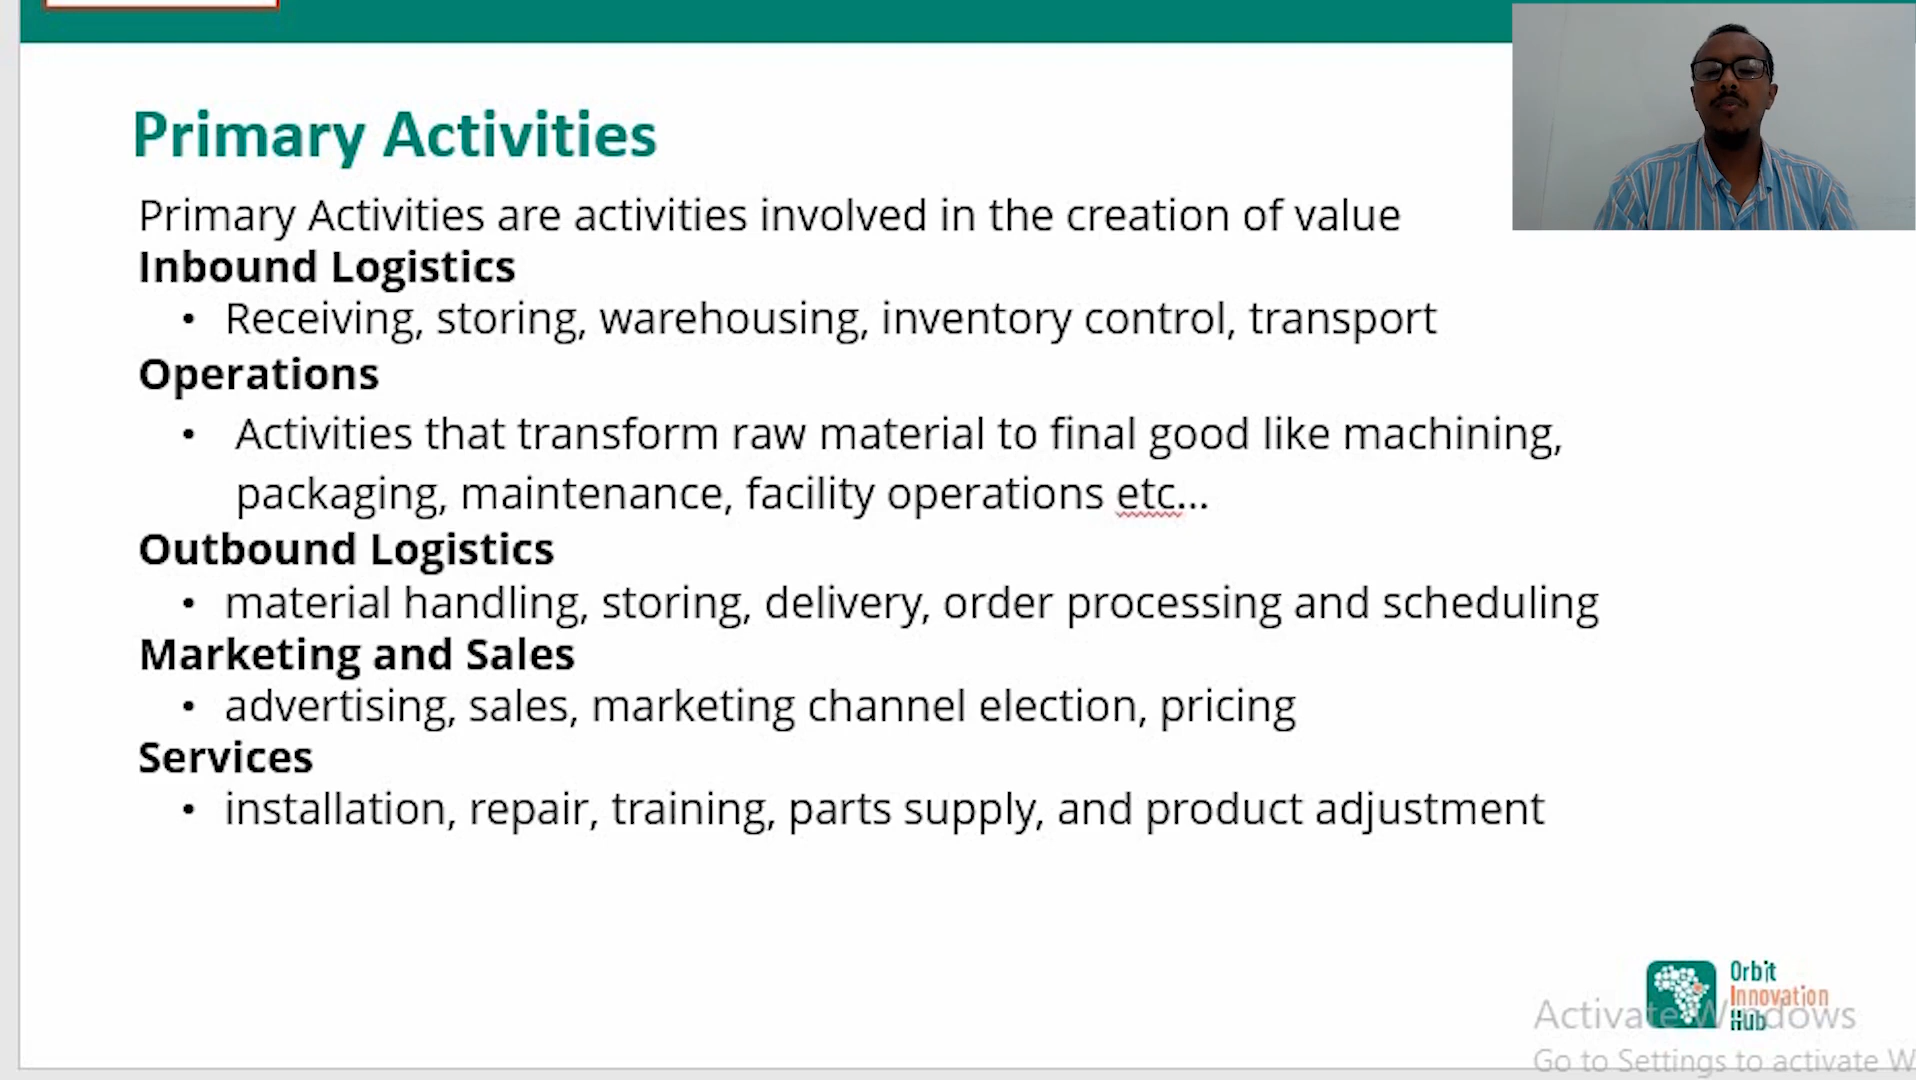 Primary Activities
Primary Activities are activities involved in the creation of value
Inbound Logistics
• Receiving, storing, warehousing, inventory control, transport
Operations
• Activities that transform raw material to final good like machining,
packaging, maintenance, facility operations etc...
Outbound Logistics
• material handling, storing, delivery, order processing and scheduling
Marketing and Sales
• advertising, sales, marketing channel election, pricing
Services
• installation, repair, training, parts supply, and product adjustment
Orbit
Innovation
Hub
Activate Windows
Go to Settings to activate W